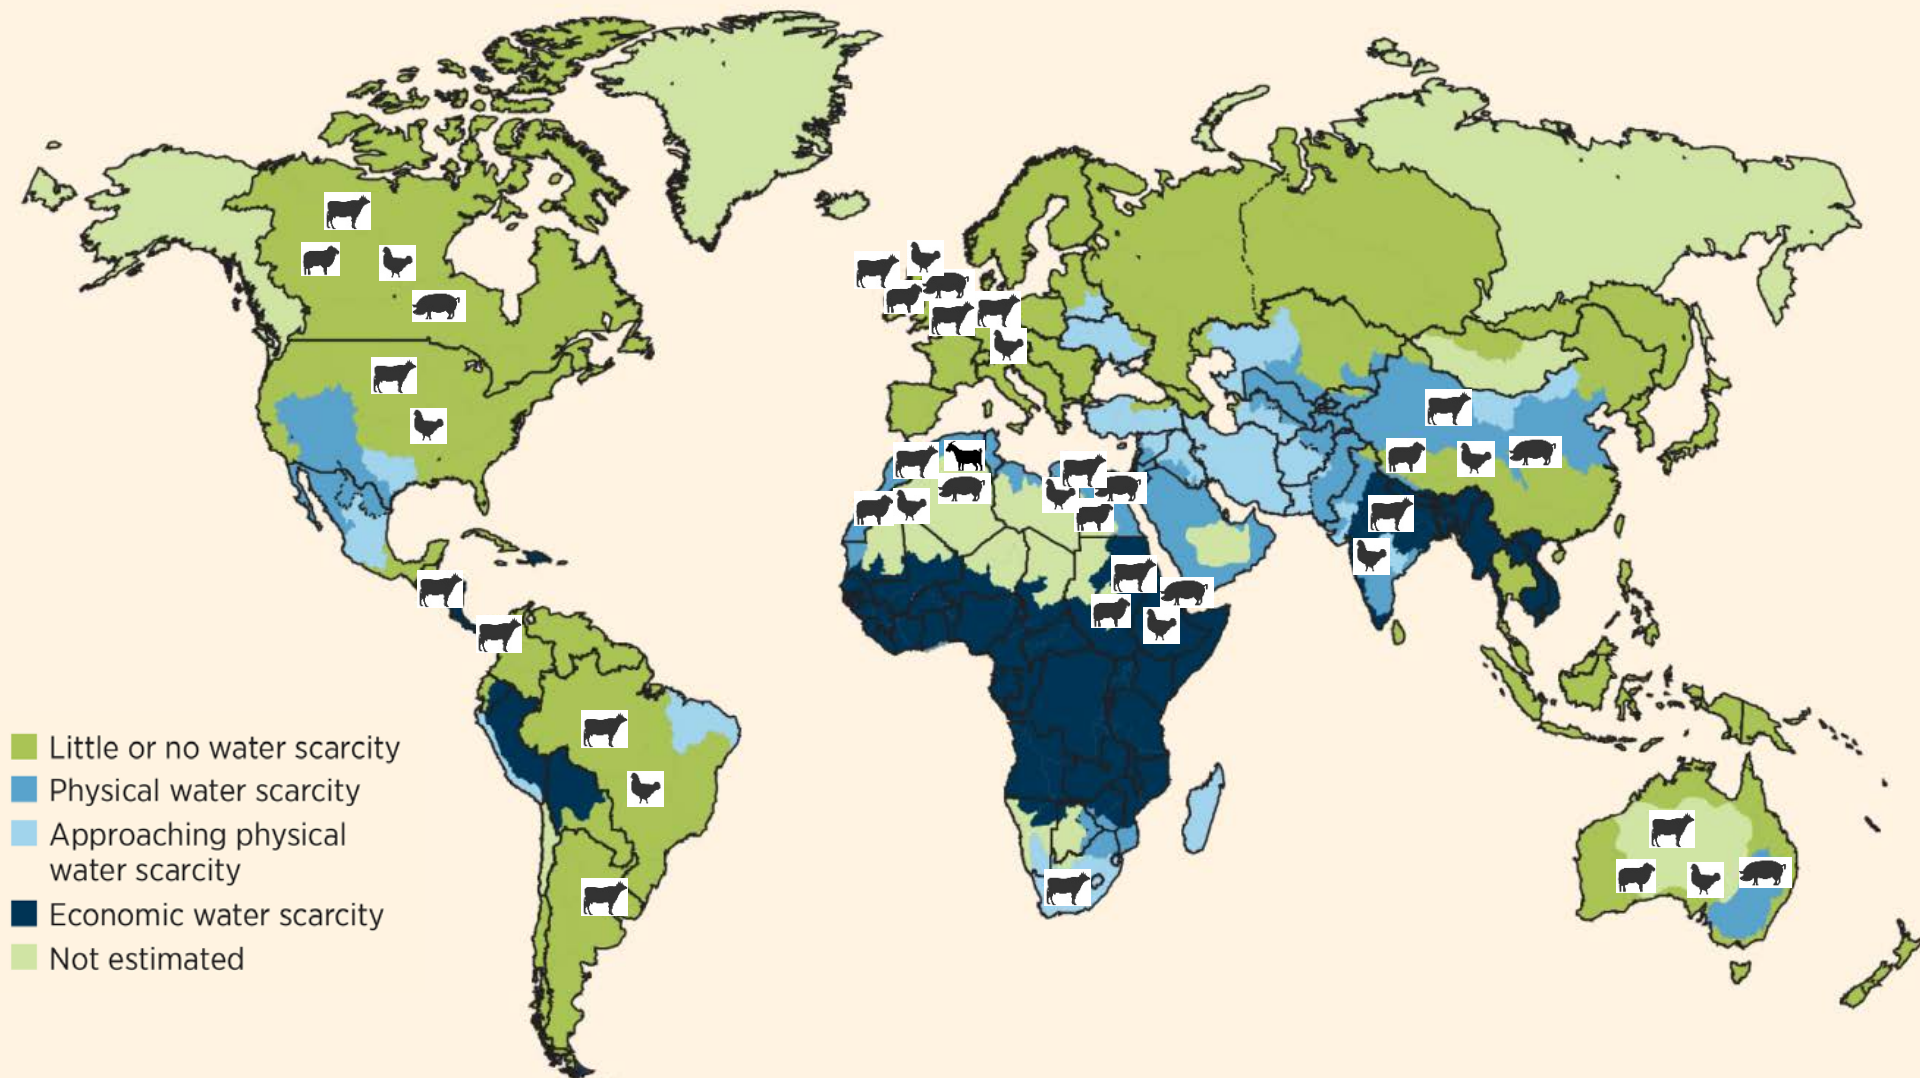 Little or no water scarcity
Physical water scarcity
Approaching physical
water scarcity
Economic water scarcity
Not estimated